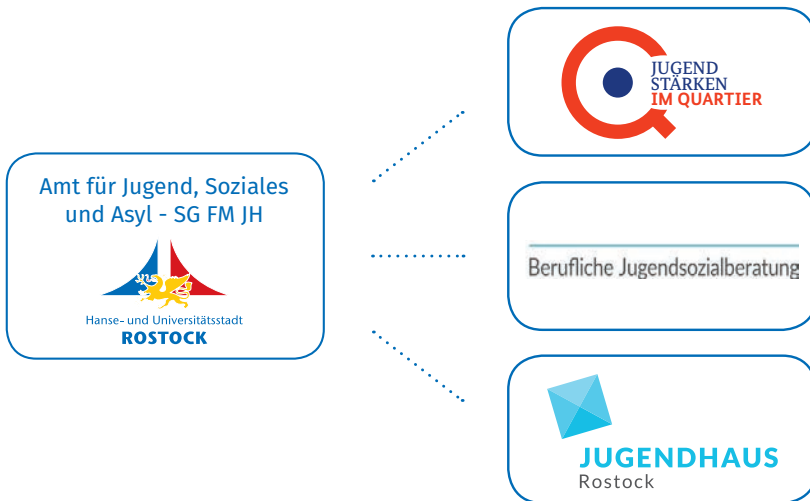 Amt für Jugend, Soziales
und Asyl - SG FM JH
Hanse- und Universitätsstadt
ROSTOCK
JUGEND
STÄRKEN
IM QUARTIER
Berufliche Jugendsozialberatung
JUGENDHAUS
Rostock